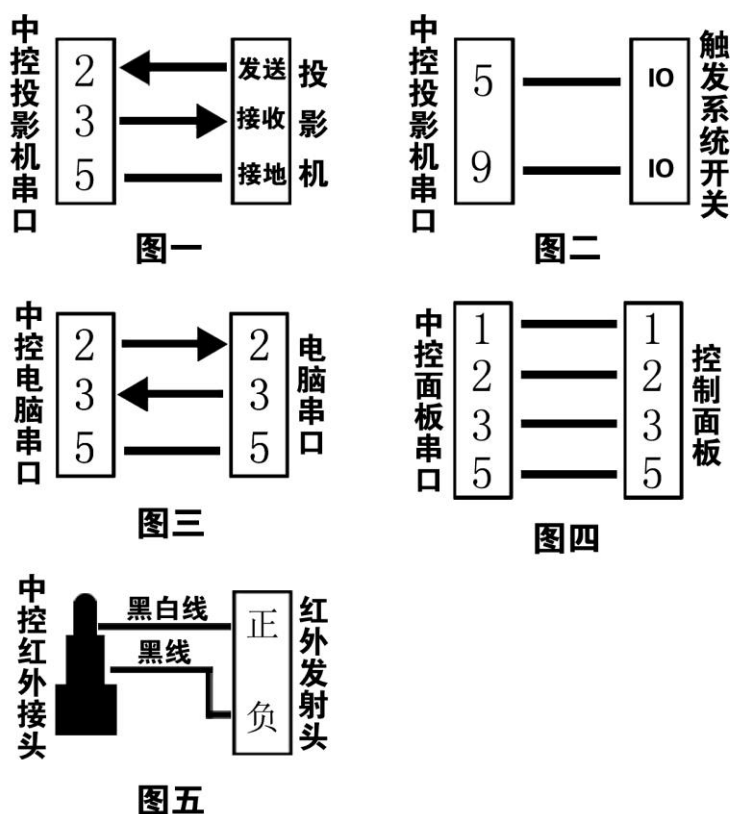 中控投影机串口
2
3
5
发送
接收
接地
投影机
图一
中控投影机串口
5
9
IO
IO
触发系统开关
图二
中控电脑串口
2
3
5
2
3
5
电脑串口
图三
中控面板串口
1
2
3
5
1
2
3
5
控制面板
图四
中控红外接头
黑白线
黑线
正
负
红外发射头
图五